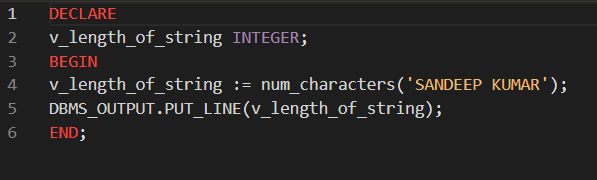 1 DECLARE
2 v_length_of_string INTEGER;
3 BEGIN
4 v_length_of_string := num_characters('SANDEEP KUMAR');
5 DBMS_OUTPUT.PUT_LINE(v_length_of_string);
6 END;